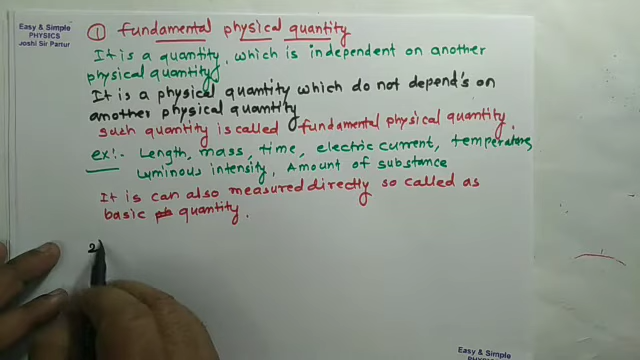 Easy & Simple
PHYSICS
Joshi Sir Partur
① fundamental physical quantity
It is a quantity, which is independent on another
physical quantity
It is a physical quantity which do not depend's on
another physical quantity
such quantity is called fundamental physical quantity.
ex:- Length, mass, time, electric current, temperature,
Luminous intensity, Amount of substance
It is can also measured directly so called as
basic quantity.
2
Easy & Simple
PHYSICS